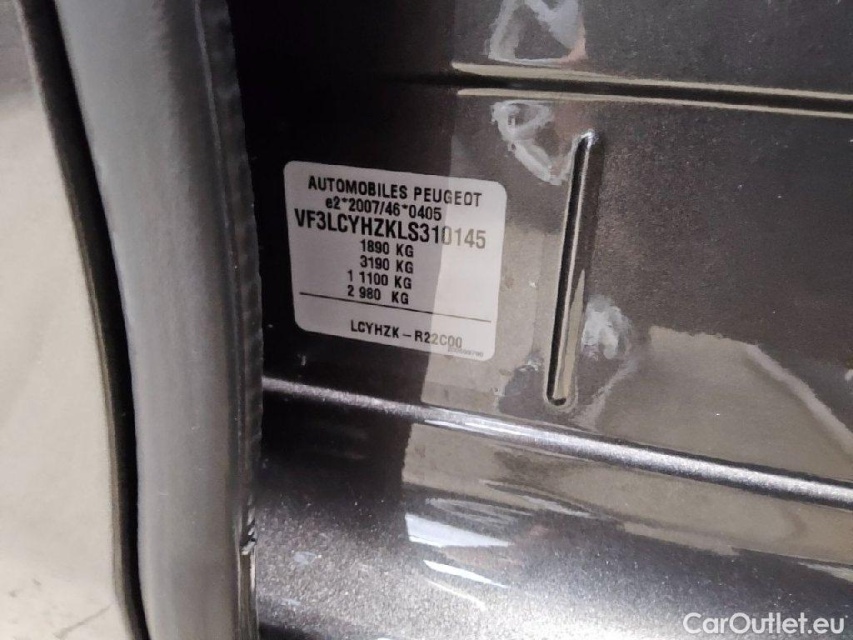 AUTOMOBILES PEUGEOT
e2*2007/46*0405
VF3LCYHZKLS310145
1890 KG
3190 KG
1 1100 KG
2 980 KG
LCYHZK-R22C00
CarOutlet.eu